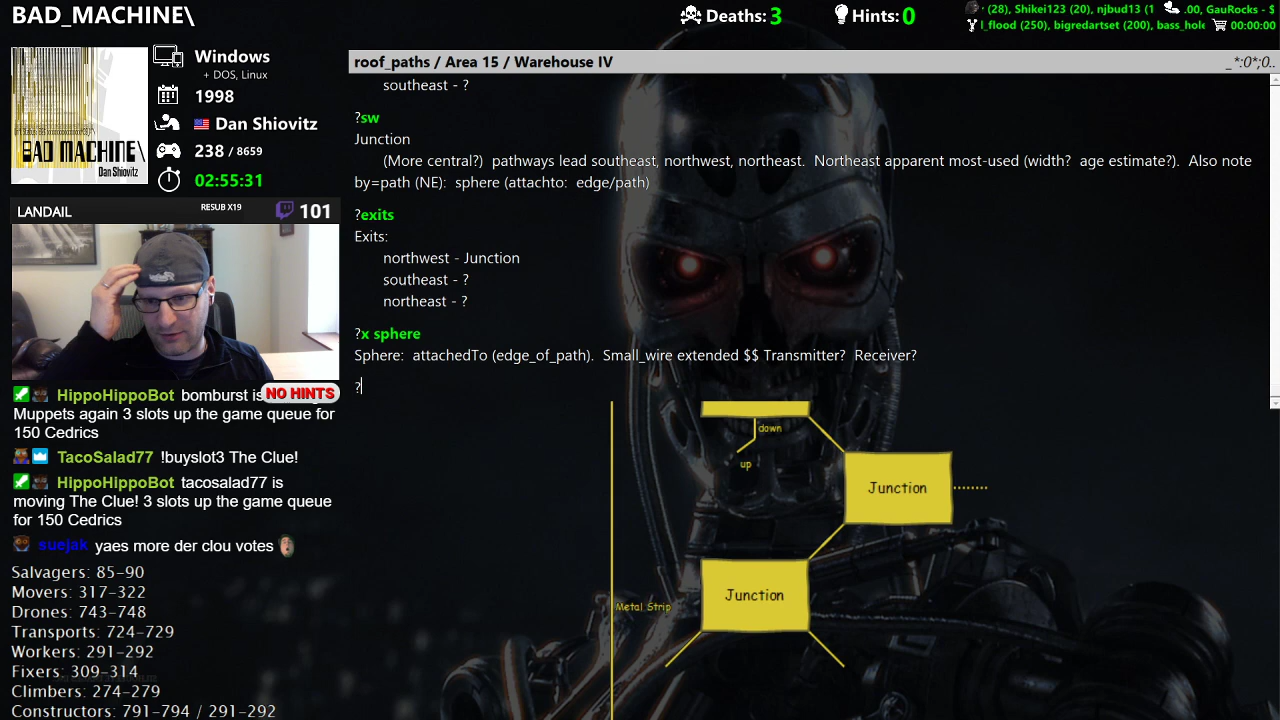 BAD_MACHINE\
Deaths: 3
Hints: 0
(28), Shikei123 (20), njbud13 (1
.00, GauRocks - $
l_flood (250), bigredartset (200), bass_hole
00:00:00
Windows
+ DOS, Linux
1998
Dan Shiovitz
238 / 8659
02:55:31
BAD MACHINE\
Dan Shiovitz
LANDAIL
RESUB X19
101
roof_paths / Area 15 / Warehouse IV
_*:0*;0..
southeast - ?
?sw
Junction
(More central?) pathways lead southeast, northwest, northeast. Northeast apparent most-used (width? age estimate?). Also note
by=path (NE): sphere (attachto: edge/path)
?exits
Exits:
northwest - Junction
southeast - ?
northeast - ?
?x sphere
Sphere: attachedTo (edge_of_path). Small_wire extended $$ Transmitter? Receiver?
?
down
up
Junction
Junction
Metal Strip
NO HINTS
HippoHippoBot bomburst is
Muppets again 3 slots up the game queue for
150 Cedrics
TacoSalad77 !buyslot3 The Clue!
HippoHippoBot tacosalad77 is
moving The Clue! 3 slots up the game queue
for 150 Cedrics
suejak yaes more der clou votes
Salvagers: 85-90
Movers: 317-322
Drones: 743-748
Transports: 724-729
Workers: 291-292
Fixers: 309-314
Climbers: 274-279
Constructors: 791-794 / 291-292